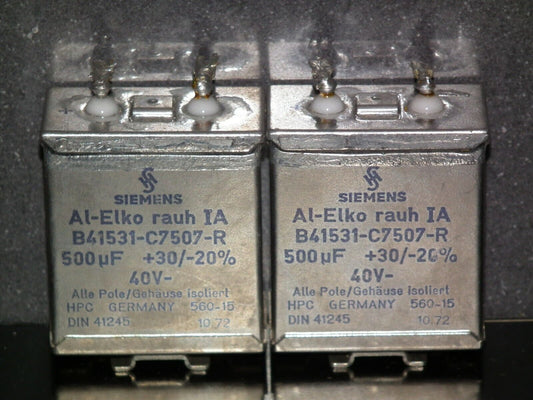 SIEMENS
Al-Elko rauh IA
B41531-C7507-R
500µF +30/-20%
40V-
Alle Pole/Gehäuse isoliert
HPC GERMANY 560-15
DIN 41245 10.72
SIEMENS
Al-Elko rauh IA
B41531-C7507-R
500µF +30/-20%
40V-
Alle Pole/Gehäuse isoliert
HPC GERMANY 560-15
DIN 41245 10.72